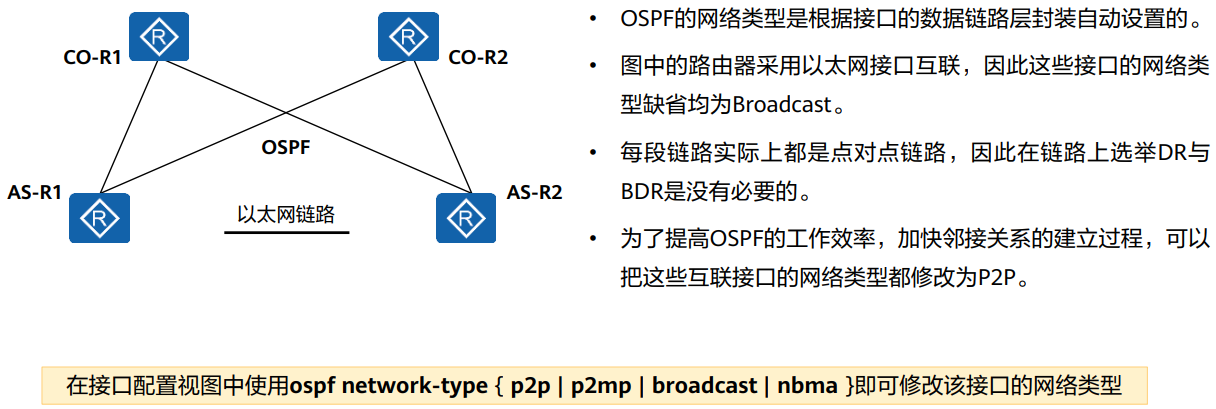 CO-R1
CO-R2
OSPF
AS-R1
AS-R2
以太网链路
R
R
R
R
• OSPF的网络类型是根据接口的数据链路层封装自动设置的。
• 图中的路由器采用以太网接口互联，因此这些接口的网络类
型缺省均为Broadcast。
• 每段链路实际上都是点对点链路，因此在链路上选举DR与
BDR是没有必要的。
• 为了提高OSPF的工作效率，加快邻接关系的建立过程，可以
把这些互联接口的网络类型都修改为P2P。
在接口配置视图中使用ospf network-type { p2p | p2mp | broadcast | nbma }即可修改该接口的网络类型